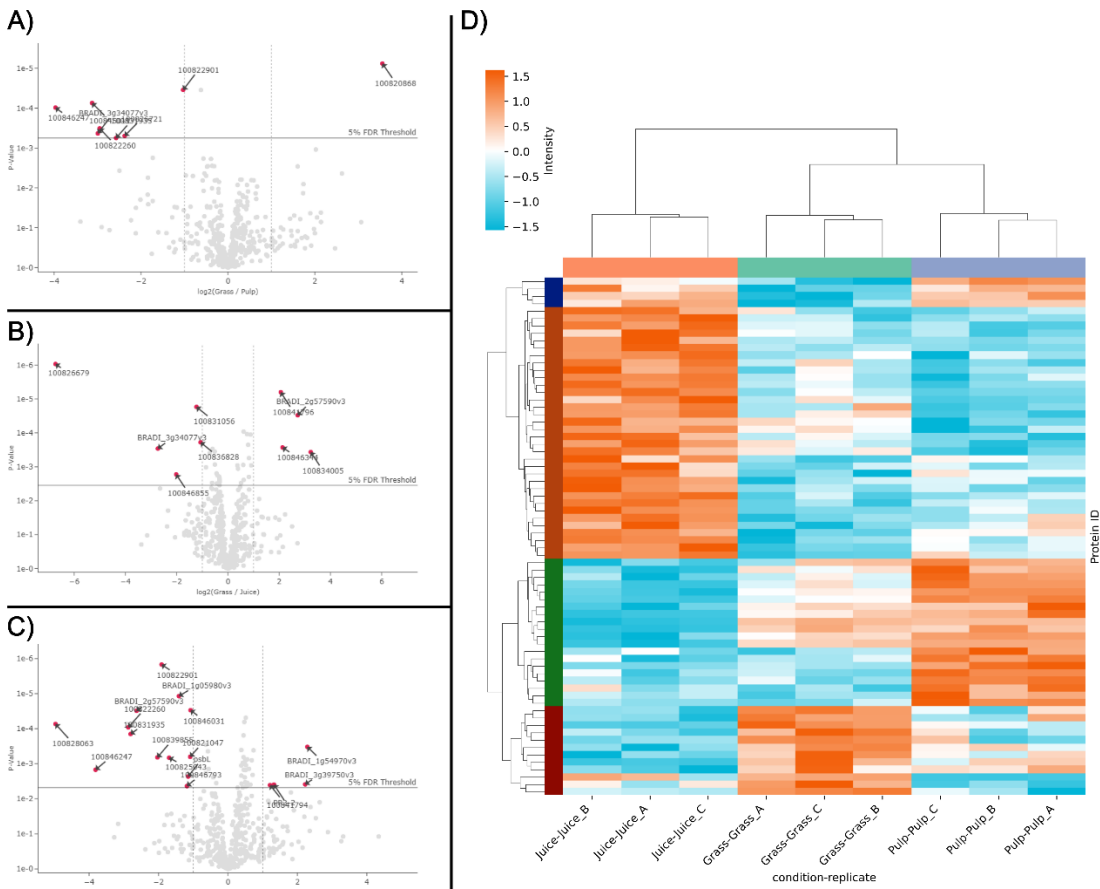 A)
1e-5
1e-4
1e-3
1e-2
1e-1
1e-0
P-Value
100822901
100820868
100846247
BRADI_3g34077v3
100822260
5% FDR Threshold
−4
−2
0
2
4
log2(Grass / Pulp)
B)
1e-6
1e-5
1e-4
1e-3
1e-2
1e-1
1e-0
P-Value
100826679
100831056
BRADI_2g57590v3
BRADI_3g34077v3
100836828
100846344
100834005
100846855
5% FDR Threshold
−6
−4
−2
0
2
4
6
log2(Grass / Juice)
C)
1e-6
1e-5
1e-4
1e-3
1e-2
1e-1
1e-0
P-Value
100822901
BRADI_1g05980v3
BRADI_2g57590v3
100822260
100831935
100846031
100828063
100846247
100839855
100821047
psbL
100846793
BRADI_1g54970v3
BRADI_3g39750v3
100841794
5% FDR Threshold
−4
−2
0
2
4
D)
1.5
1.0
0.5
0.0
−0.5
−1.0
−1.5
Intensity
Protein ID
Juice-Juice_B
Juice-Juice_A
Juice-Juice_C
Grass-Grass_A
Grass-Grass_C
Grass-Grass_B
Pulp-Pulp_C
Pulp-Pulp_B
Pulp-Pulp_A
condition-replicate